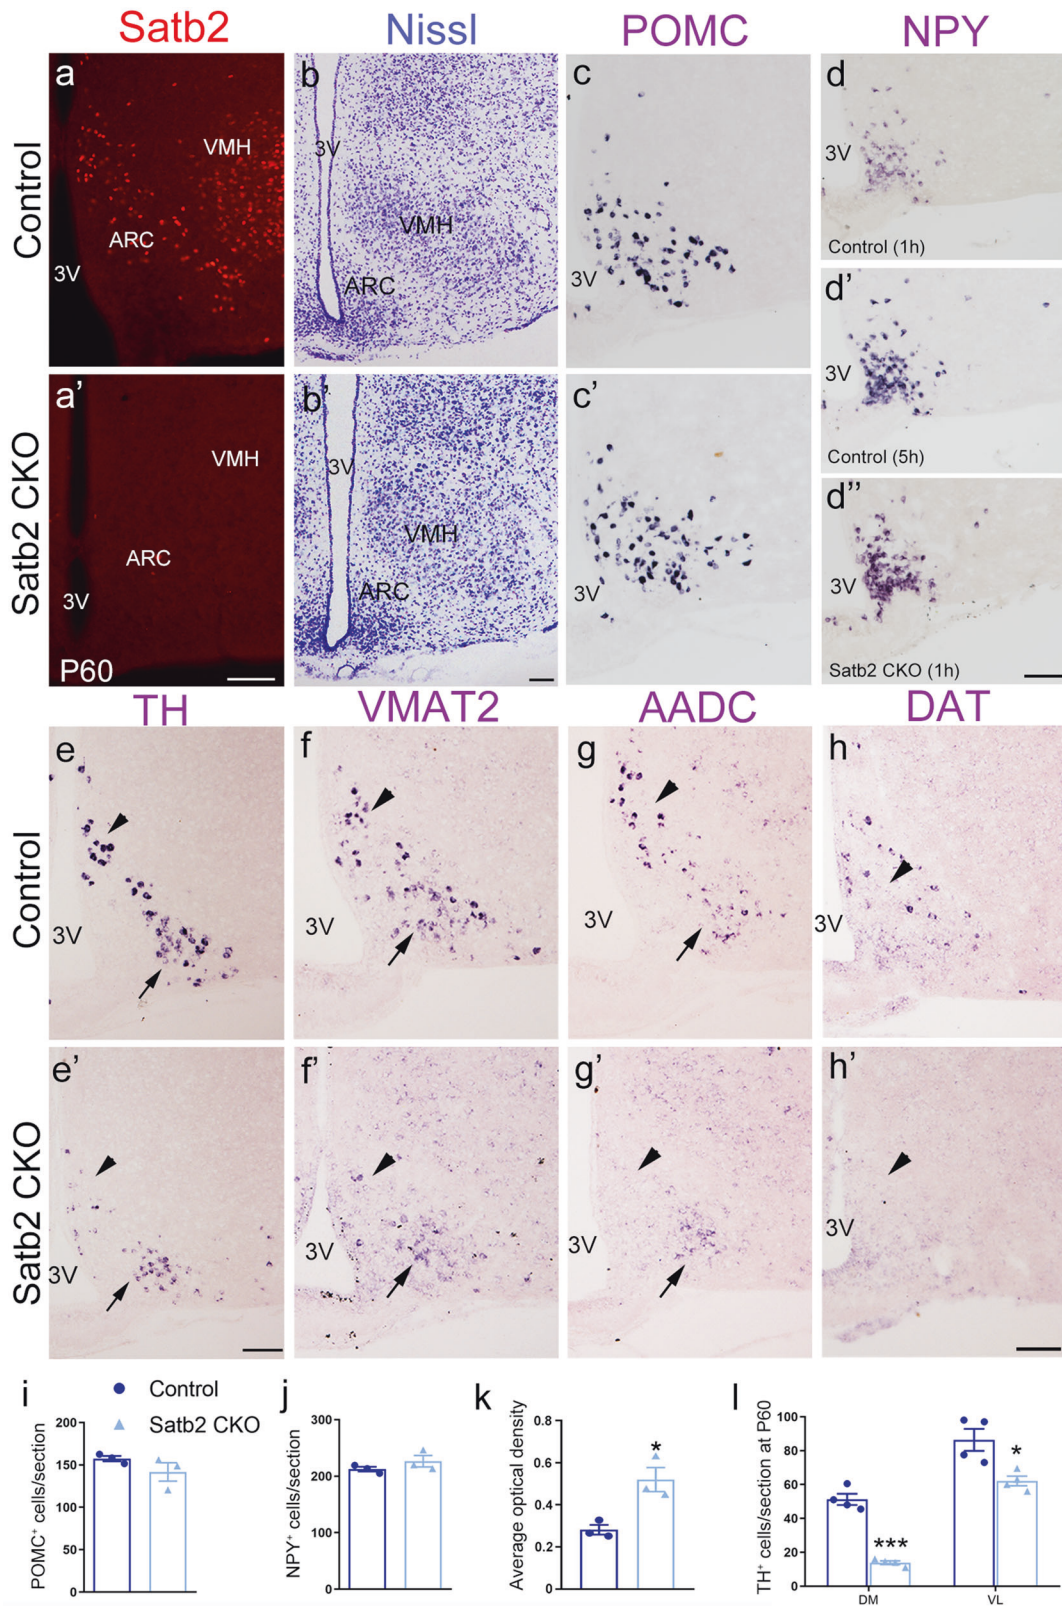 Satb2 Nissl POMC NPY
Control
a VMH ARC 3V
b 3V VMH ARC
c 3V
d 3V Control (1h)
d' 3V Control (5h)
Satb2 CKO
a' VMH ARC 3V P60
b' 3V VMH ARC
c' 3V
d'' 3V Satb2 CKO (1h)
TH VMAT2 AADC DAT
Control
e 3V
f
g 3V
h 3V
Satb2 CKO
e' 3V
f' 3V
g' 3V
h' 3V
i
Control
Satb2 CKO
POMC⁺ cells/section
200
150
100
50
0
j
NPY⁺ cells/section
300
200
100
0
k
Average optical density
0.8
0.6
0.4
0.2
0
*
l
TH⁺ cells/section at P60
100
80
60
40
20
0
***
*
DM VL